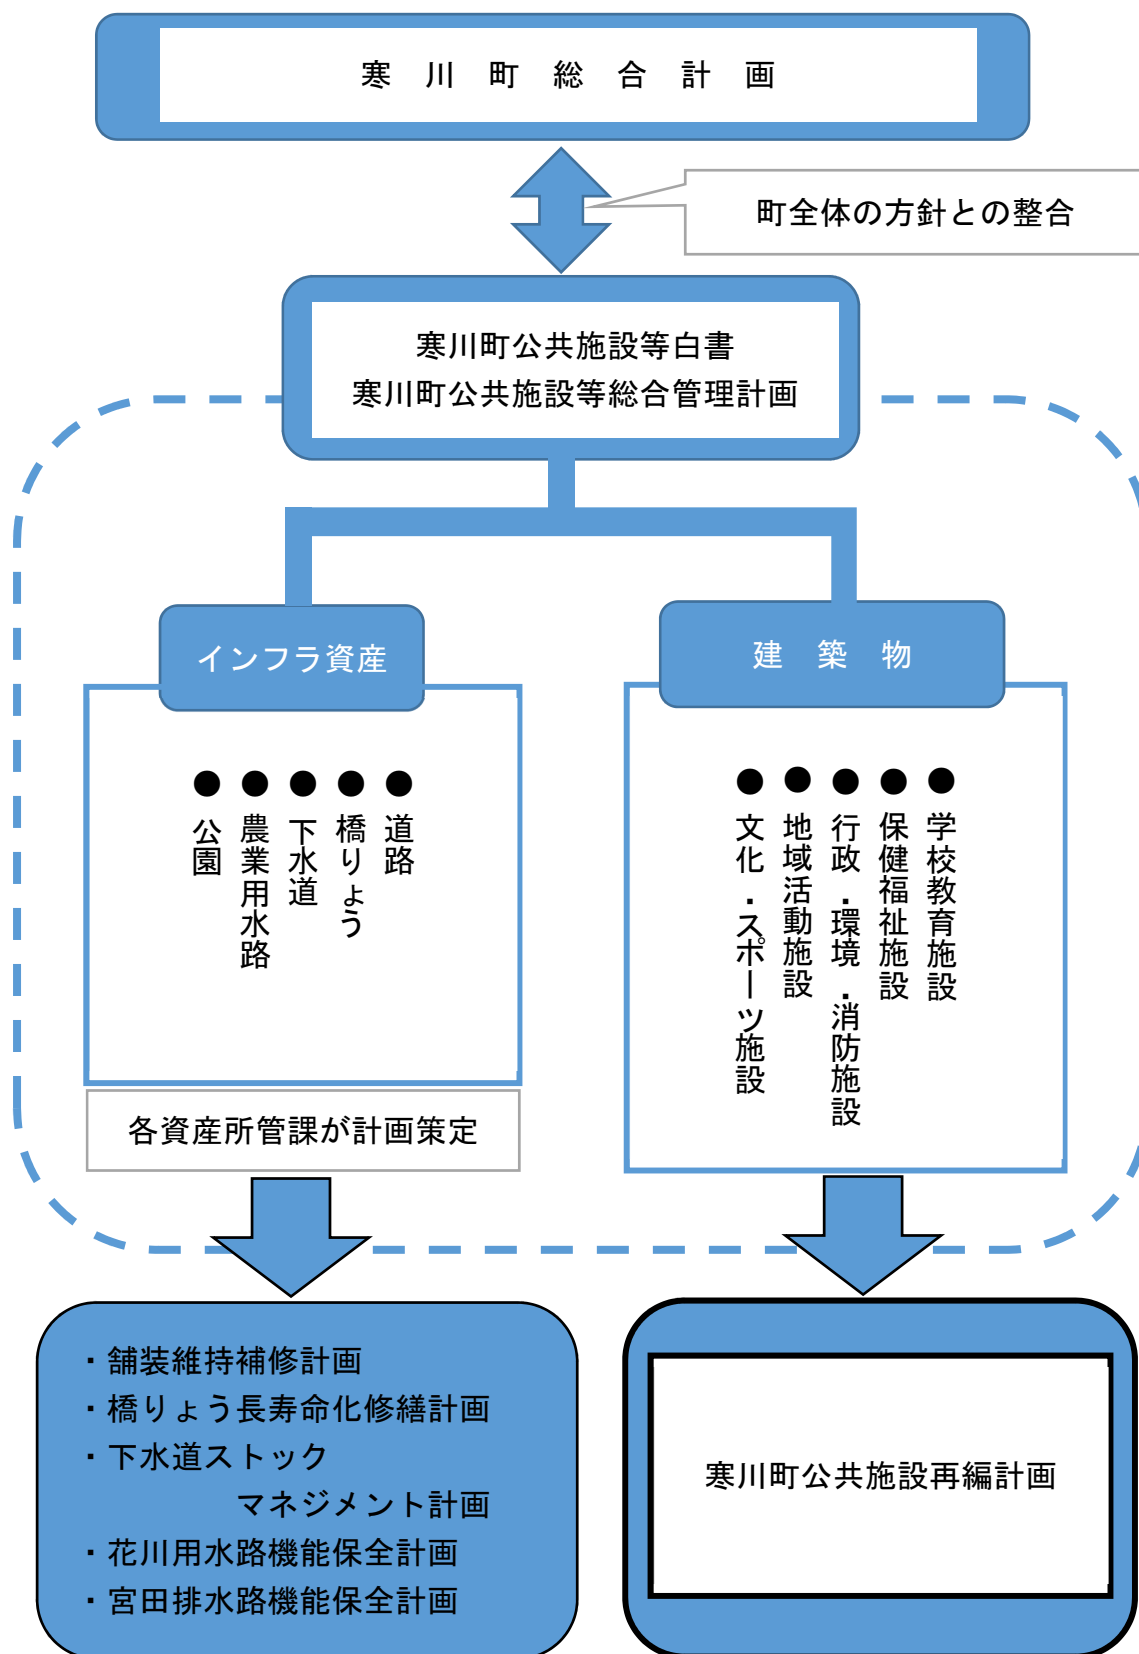 寒川町総合計画
町全体の方針との整合
寒川町公共施設等白書
寒川町公共施設等総合管理計画
インフラ資産
●道路
●橋りょう
●下水道
●農業用水路
●公園
各資産所管課が計画策定
建築物
●学校教育施設
●保健福祉施設
●行政・環境・消防施設
●地域活動施設
●文化・スポーツ施設
・舗装維持補修計画
・橋りょう長寿命化修繕計画
・下水道ストック
マネジメント計画
・花川用水路機能保全計画
・宮田排水路機能保全計画
寒川町公共施設再編計画